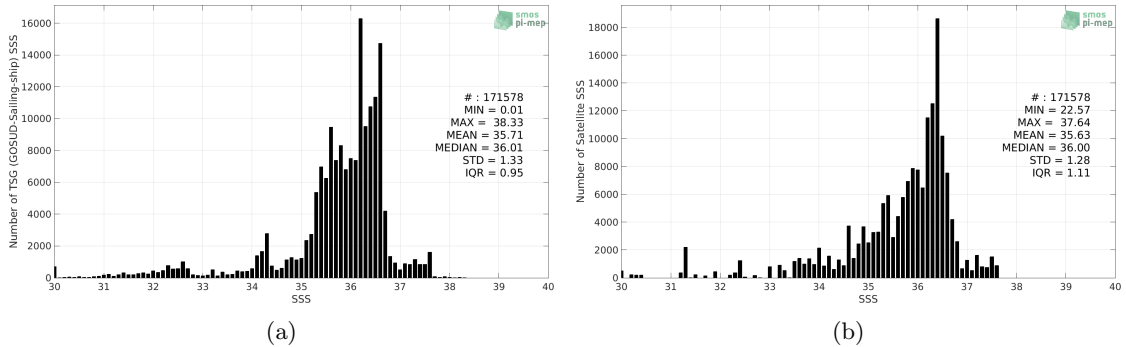 smos
pi-mep
Number of TSG (GOSUD-Sailing-ship) SSS
16000
14000
12000
10000
8000
6000
4000
2000
0
# : 171578
MIN = 0.01
MAX = 38.33
MEAN = 35.71
MEDIAN = 36.01
STD = 1.33
IQR = 0.95
30 31 32 33 34 35 36 37 38 39 40
SSS
(a)
smos
pi-mep
Number of Satellite SSS
18000
16000
14000
12000
10000
8000
6000
4000
2000
0
# : 171578
MIN = 22.57
MAX = 37.64
MEAN = 35.63
MEDIAN = 36.00
STD = 1.28
IQR = 1.11
30 31 32 33 34 35 36 37 38 39 40
SSS
(b)